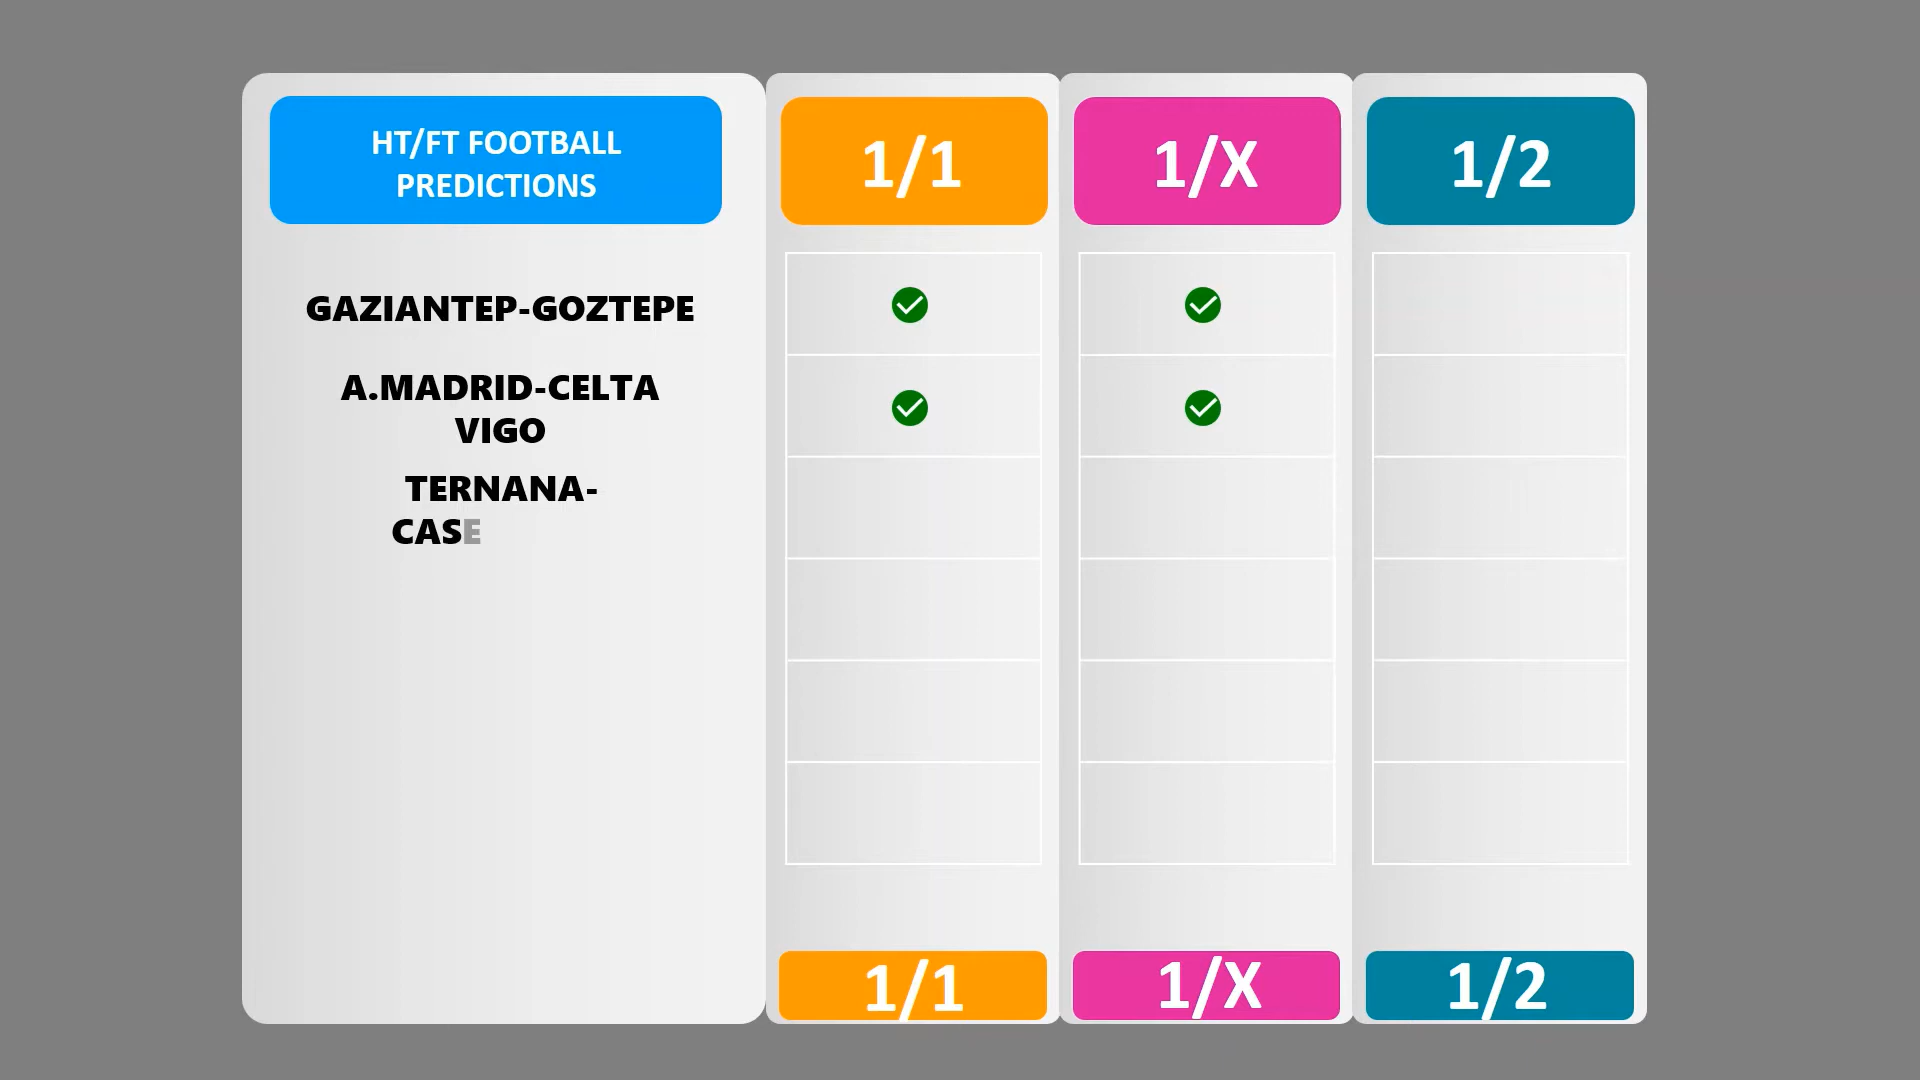 HT/FT FOOTBALL
PREDICTIONS
1/1
1/X
1/2
GAZIANTEP-GOZTEPE
A.MADRID-CELTA
VIGO
TERNANA-
CASE
1/1
1/X
1/2